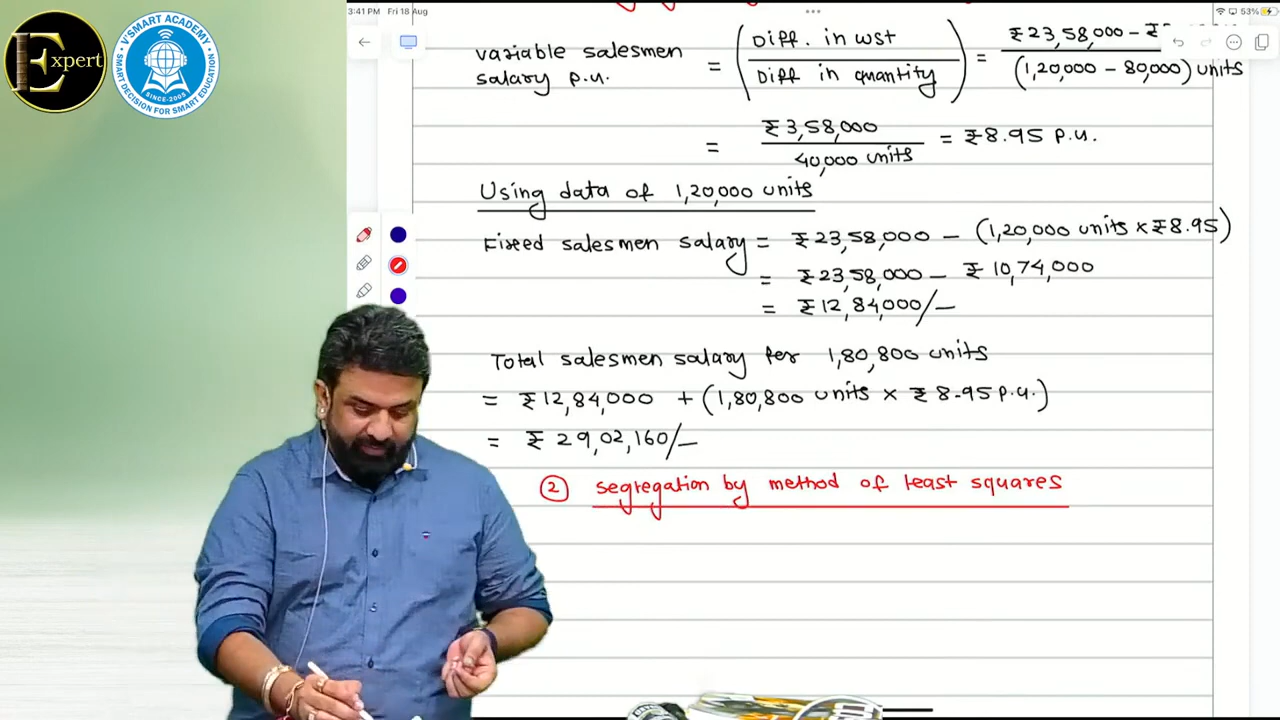 3:41 PM Fri 18 Aug
53%
Expert
V'SMART ACADEMY
SINCE-2005
SMART DECISION FOR SMART EDUCATION
variable salesmen salary p.u. = (Diff. in cost / Diff in quantity) = ₹23,58,000 - ₹ / (1,20,000 - 80,000) units
= ₹3,58,000 / 40,000 units = ₹8.95 p.u.
Using data of 1,20,000 units
Fixed salesmen salary = ₹23,58,000 - (1,20,000 units × ₹8.95)
= ₹23,58,000 - ₹10,74,000
= ₹12,84,000/-
Total salesmen salary for 1,80,800 units
= ₹12,84,000 + (1,80,800 units × ₹8.95 p.u.)
= ₹29,02,160/-
② segregation by method of least squares